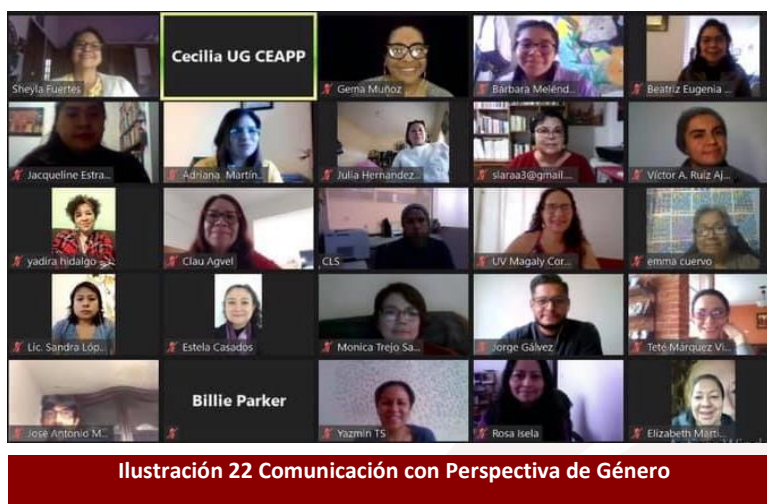 Cecilia UG CEAPP
Sheyla Fuertes
Gema Muñoz
Bárbara Melénd...
Beatriz Eugenia ...
Jacqueline Estra...
Adriana Martín...
Julia Hernandez...
slaraa3@gmail....
Víctor A. Ruiz Aj...
yadira hidalgo
Clau Agvel
CLS
UV Magaly Cor...
emma cuervo
Lic. Sandra Lóp...
Estela Casados
Monica Trejo Sa...
Jorge Gálvez
Teté Márquez Vi...
Billie Parker
José Antonio M...
Yazmin TS
Rosa Isela
Elizabeth Martí...
Ilustración 22 Comunicación con Perspectiva de Género